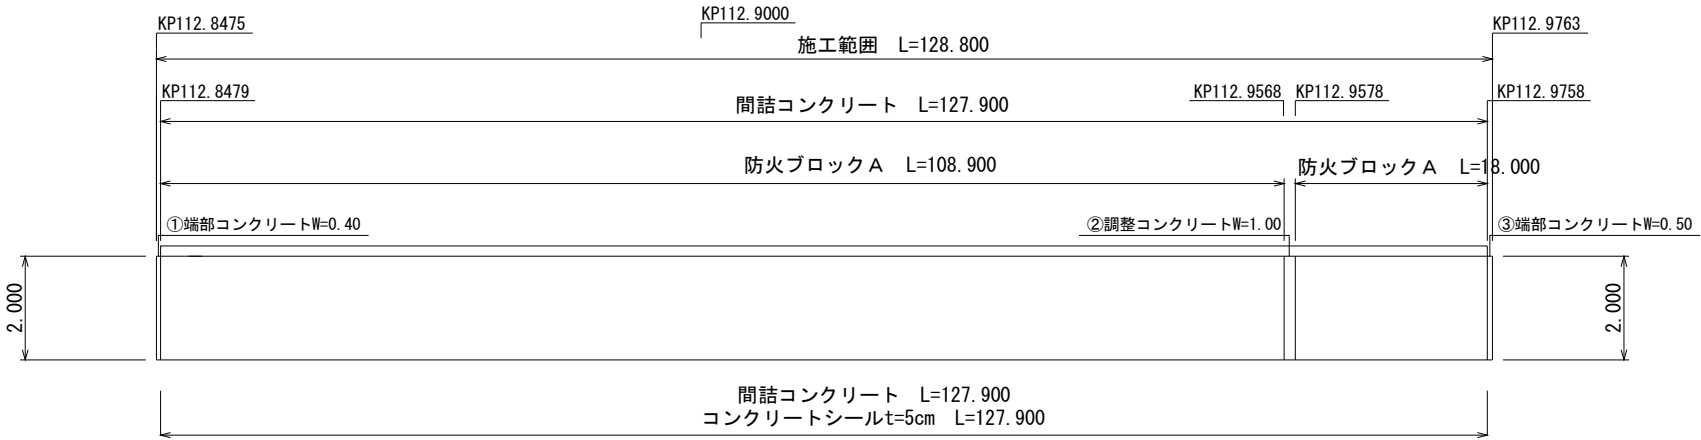 KP112.8475
KP112.9000
KP112.9763
施工範囲 L=128.800
KP112.8479
KP112.9568
KP112.9578
KP112.9758
間詰コンクリート L=127.900
防火ブロックA L=108.900
防火ブロックA L=18.000
①端部コンクリートW=0.40
②調整コンクリートW=1.00
③端部コンクリートW=0.50
2.000
2.000
間詰コンクリート L=127.900
コンクリートシールt=5cm L=127.900